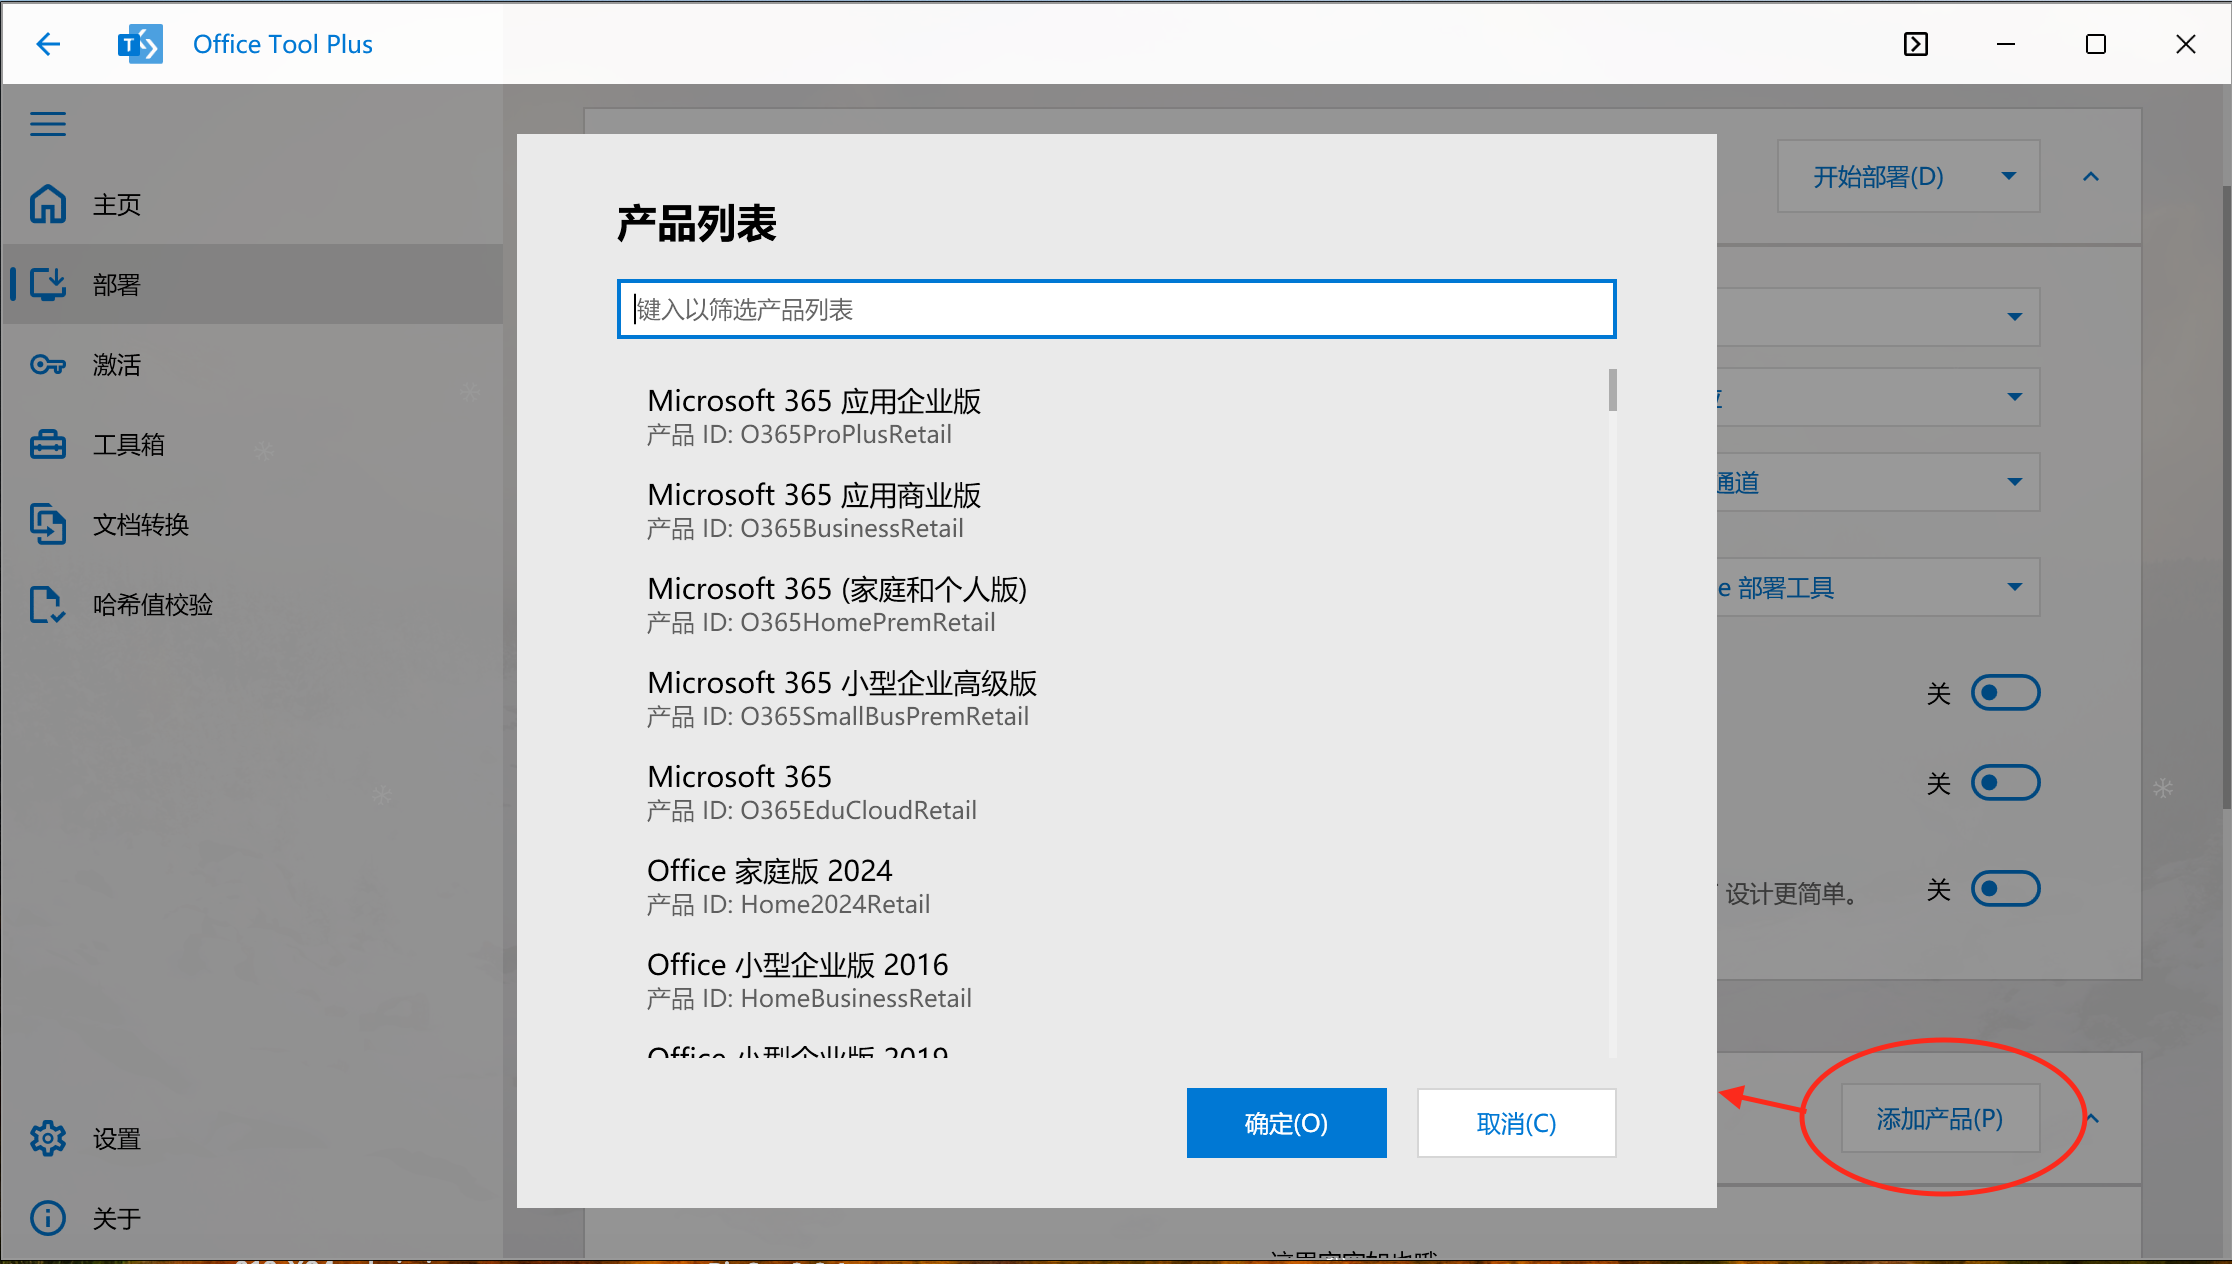 Office Tool Plus
主页
部署
激活
工具箱
文档转换
哈希值校验
设置
关于
开始部署(D)
通道
e 部署工具
关
关
设计更简单。
关
添加产品(P)
产品列表
键入以筛选产品列表
Microsoft 365 应用企业版
产品 ID: O365ProPlusRetail
Microsoft 365 应用商业版
产品 ID: O365BusinessRetail
Microsoft 365 (家庭和个人版)
产品 ID: O365HomePremRetail
Microsoft 365 小型企业高级版
产品 ID: O365SmallBusPremRetail
Microsoft 365
产品 ID: O365EduCloudRetail
Office 家庭版 2024
产品 ID: Home2024Retail
Office 小型企业版 2016
产品 ID: HomeBusinessRetail
Office 小型企业版 2019
确定(O)
取消(C)